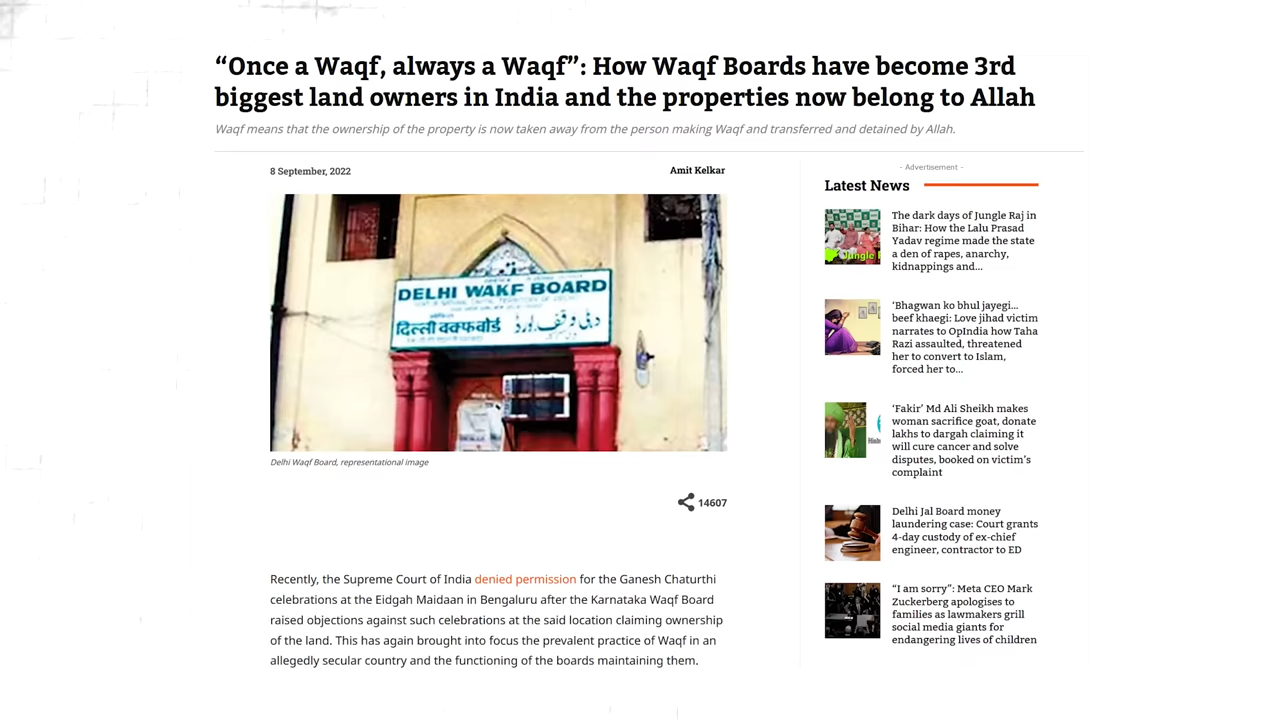 “Once a Waqf, always a Waqf”: How Waqf Boards have become 3rd
biggest land owners in India and the properties now belong to Allah
Waqf means that the ownership of the property is now taken away from the person making Waqf and transferred and detained by Allah.
8 September, 2022
Amit Kelkar
DELHI WAKF BOARD
दिल्ली वक्फ बोर्ड
دہلی وقف بورڈ
Delhi Waqf Board, representational image
14607
Recently, the Supreme Court of India denied permission for the Ganesh Chaturthi
celebrations at the Eidgah Maidaan in Bengaluru after the Karnataka Waqf Board
raised objections against such celebrations at the said location claiming ownership
of the land. This has again brought into focus the prevalent practice of Waqf in an
allegedly secular country and the functioning of the boards maintaining them.
- Advertisement -
Latest News
The dark days of Jungle Raj in
Bihar: How the Lalu Prasad
Yadav regime made the state
a den of rapes, anarchy,
kidnappings and...
‘Bhagwan ko bhul jayegi...
beef khaegi: Love jihad victim
narrates to OpIndia how Taha
Razi assaulted, threatened
her to convert to Islam,
forced her to...
‘Fakir’ Md Ali Sheikh makes
woman sacrifice goat, donate
lakhs to dargah claiming it
will cure cancer and solve
disputes, booked on victim’s
complaint
Delhi Jal Board money
laundering case: Court grants
4-day custody of ex-chief
engineer, contractor to ED
“I am sorry”: Meta CEO Mark
Zuckerberg apologises to
families as lawmakers grill
social media giants for
endangering lives of children